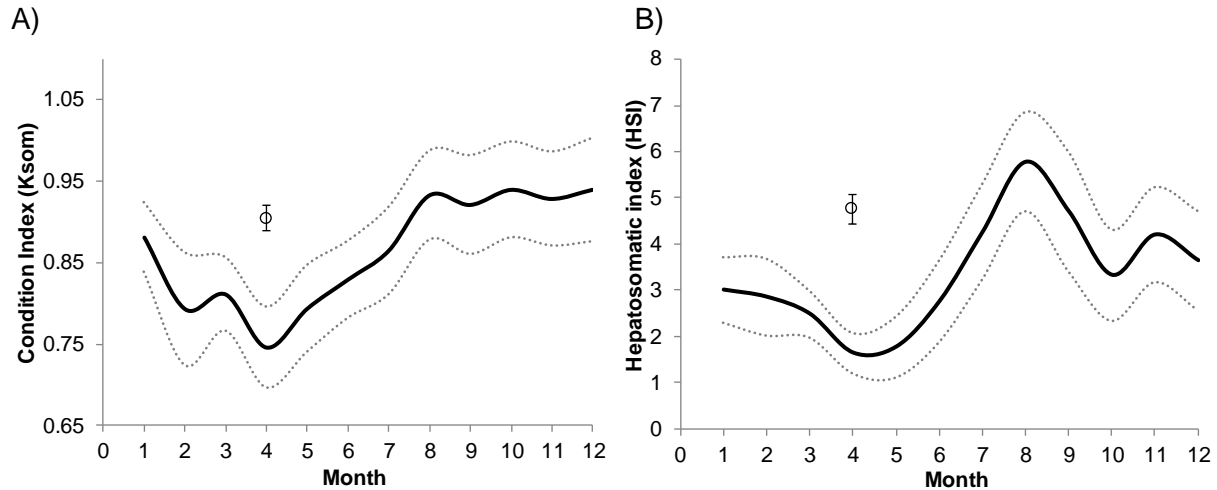 A)
Condition Index (Ksom)
1.05
0.95
0.85
0.75
0.65
0 1 2 3 4 5 6 7 8 9 10 11 12
Month
B)
Hepatosomatic index (HSI)
8
7
6
5
4
3
2
1
0
0 1 2 3 4 5 6 7 8 9 10 11 12
Month